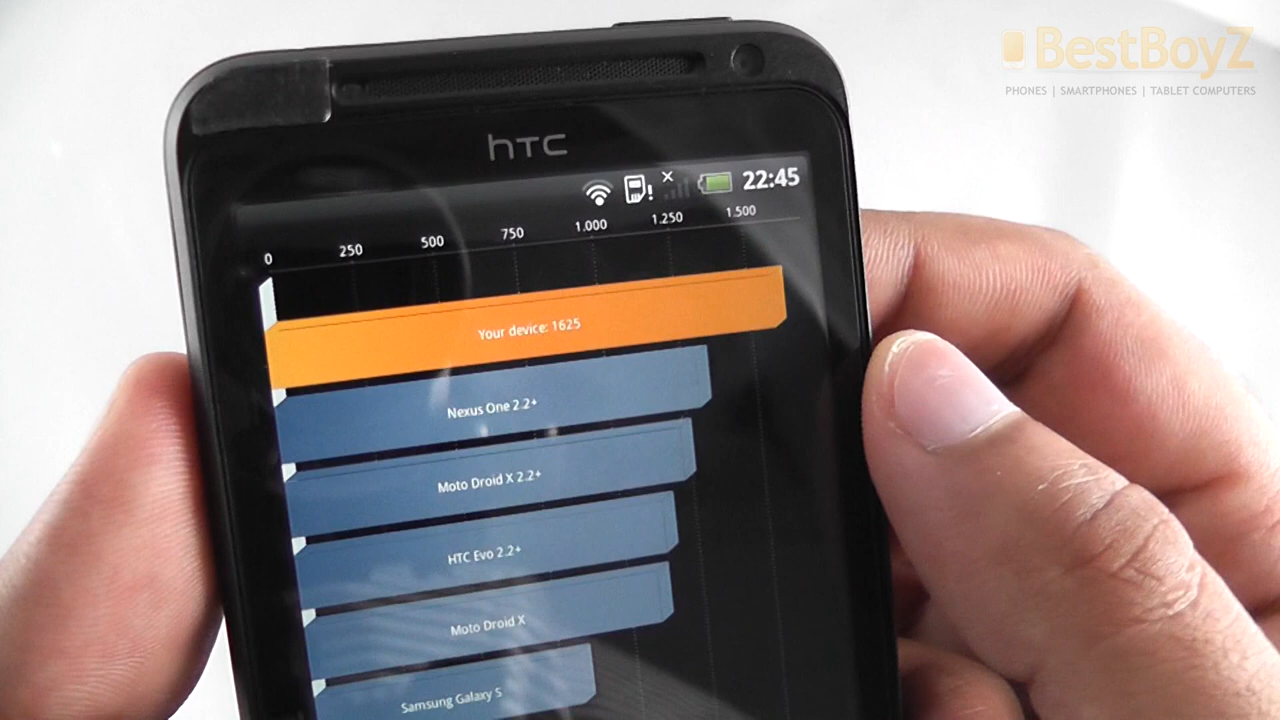 BestBoyZ
PHONES | SMARTPHONES | TABLET COMPUTERS
hTC
22:45
0 250 500 750 1.000 1.250 1.500
Your device: 1625
Nexus One 2.2+
Moto Droid X 2.2+
HTC Evo 2.2+
Moto Droid X
Samsung Galaxy S